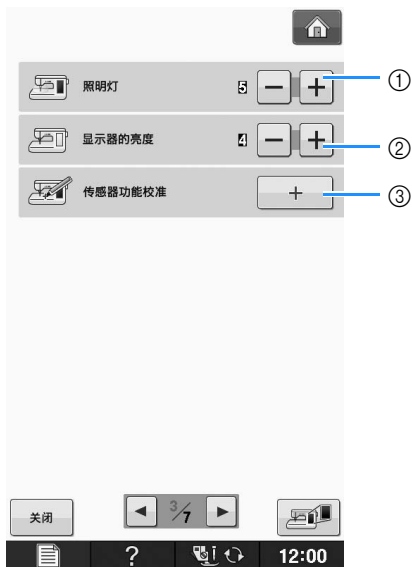 照明灯 5 − + ①
显示器的亮度 4 − + ②
传感器功能校准 + ③
关闭 3/7
? 12:00